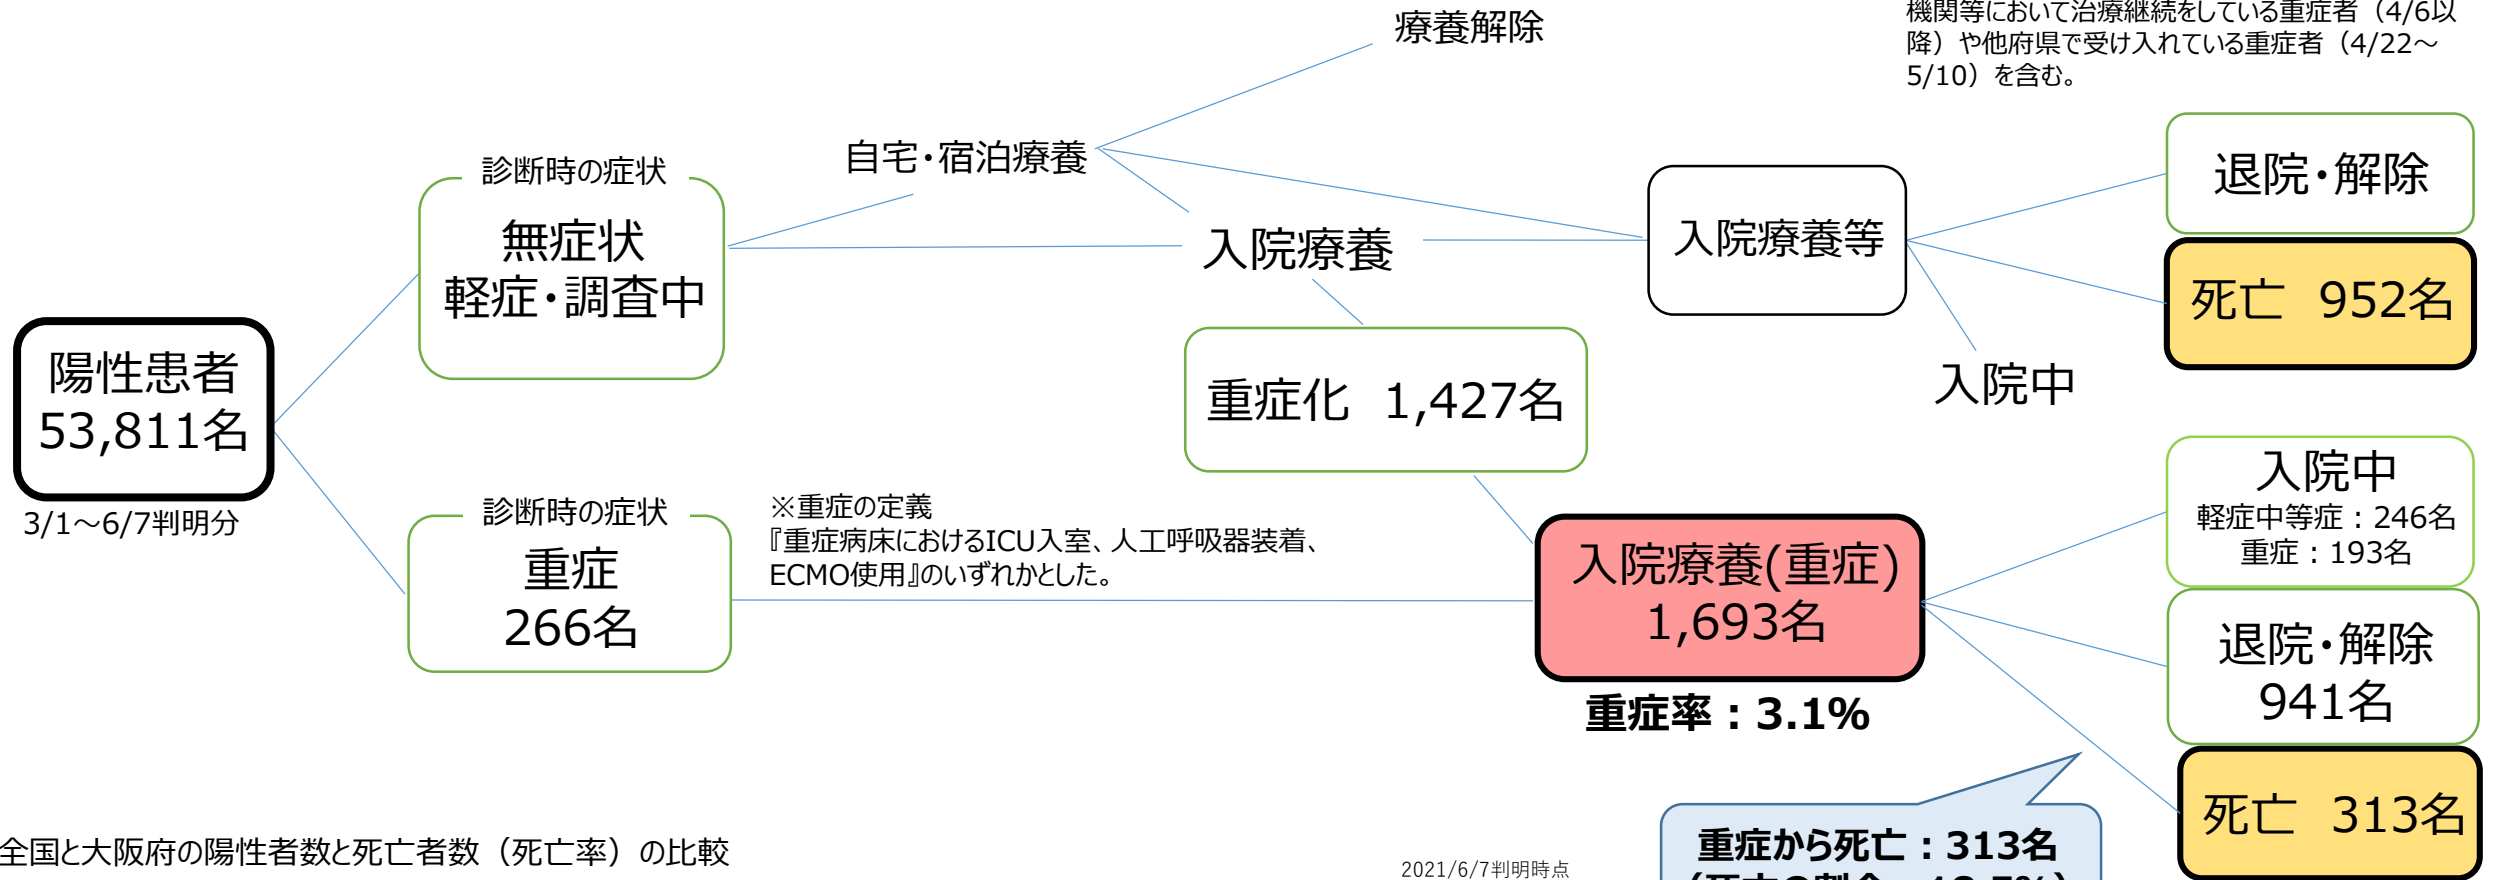 療養解除
機関等において治療継続をしている重症者（4/6以
降）や他府県で受け入れている重症者（4/22～
5/10）を含む。
自宅・宿泊療養
診断時の症状
無症状
軽症・調査中
入院療養
入院療養等
退院・解除
死亡　952名
入院中
陽性患者
53,811名
3/1～6/7判明分
重症化　1,427名
診断時の症状
重症
266名
※重症の定義
『重症病床におけるICU入室、人工呼吸器装着、
ECMO使用』のいずれかとした。
入院療養(重症)
1,693名
重症率：3.1%
入院中
軽症中等症：246名
重症：193名
退院・解除
941名
死亡　313名
重症から死亡：313名
全国と大阪府の陽性者数と死亡者数（死亡率）の比較
2021/6/7判明時点